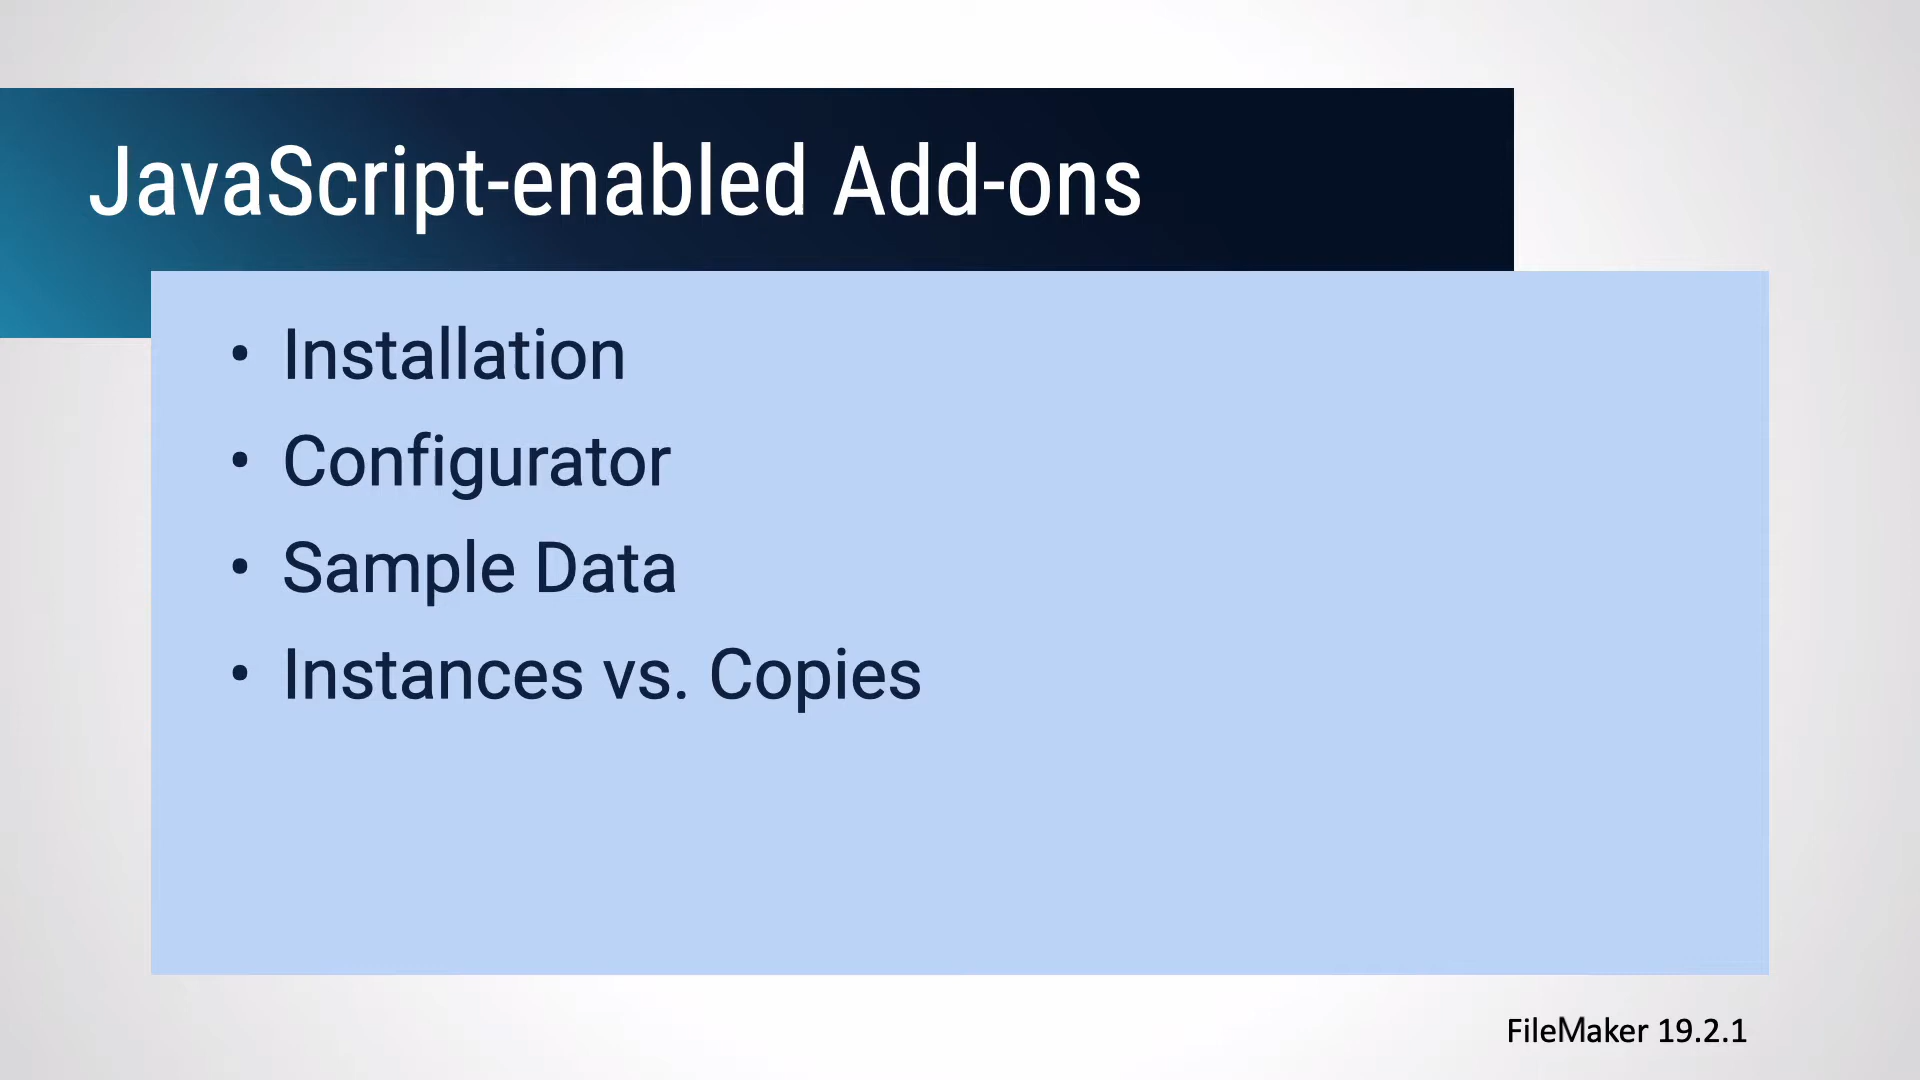 JavaScript-enabled Add-ons
• Installation
• Configurator
• Sample Data
• Instances vs. Copies
FileMaker 19.2.1